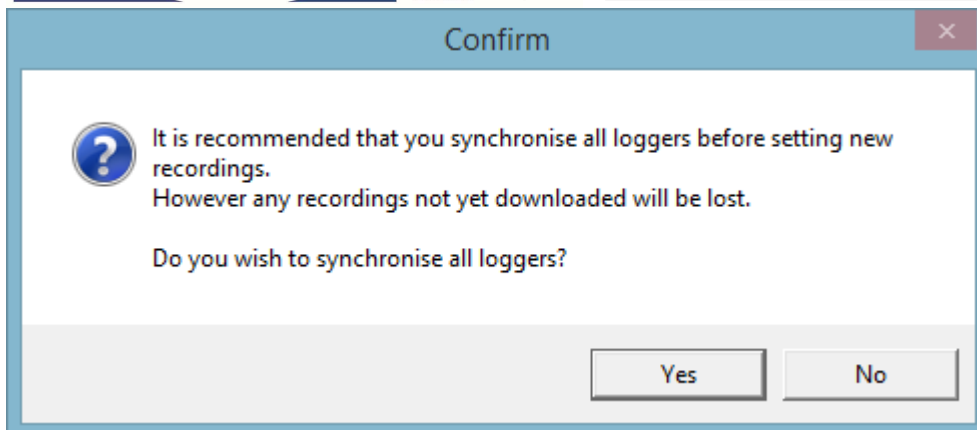 Confirm
It is recommended that you synchronise all loggers before setting new
recordings.
However any recordings not yet downloaded will be lost.
Do you wish to synchronise all loggers?
Yes
No